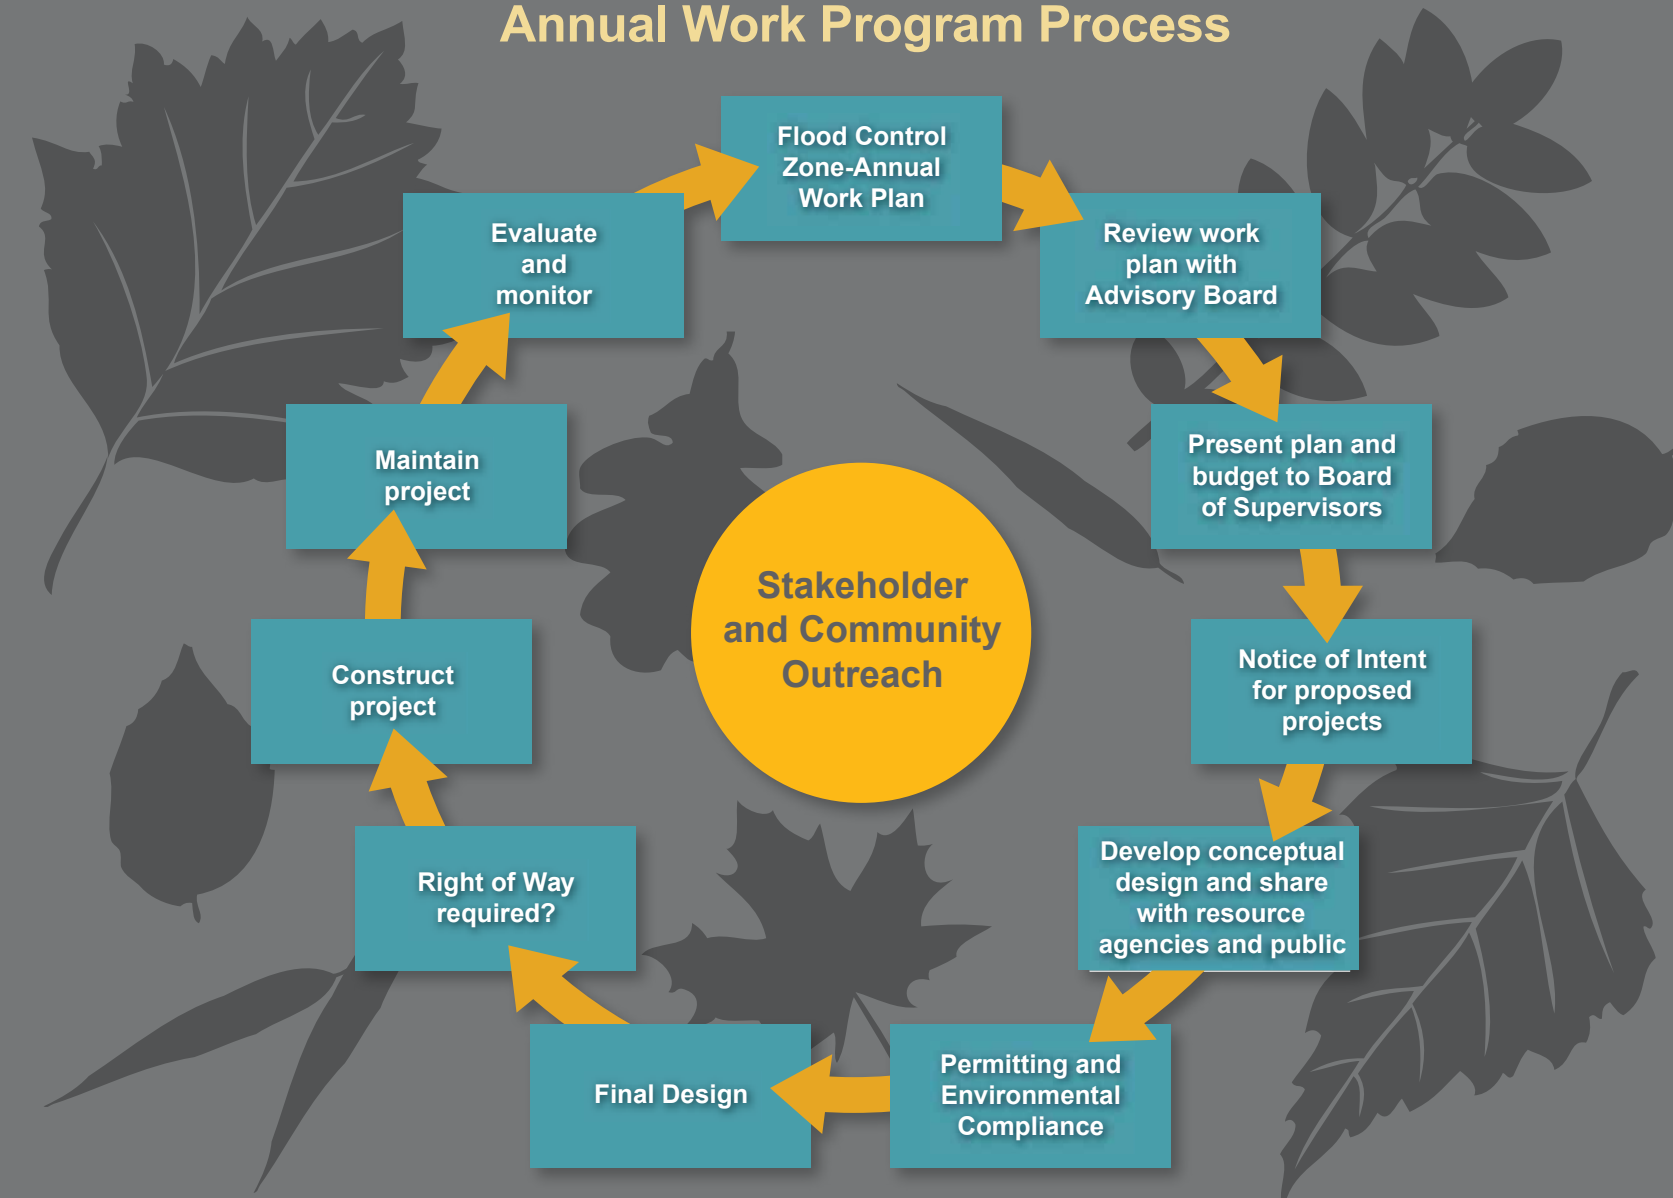 Annual Work Program Process
Flood Control
Zone-Annual
Work Plan
Review work
plan with
Advisory Board
Present plan and
budget to Board
of Supervisors
Notice of Intent
for proposed
projects
Develop conceptual
design and share
with resource
agencies and public
Permitting and
Environmental
Compliance
Final Design
Right of Way
required?
Construct
project
Maintain
project
Evaluate
and
monitor
Stakeholder
and Community
Outreach